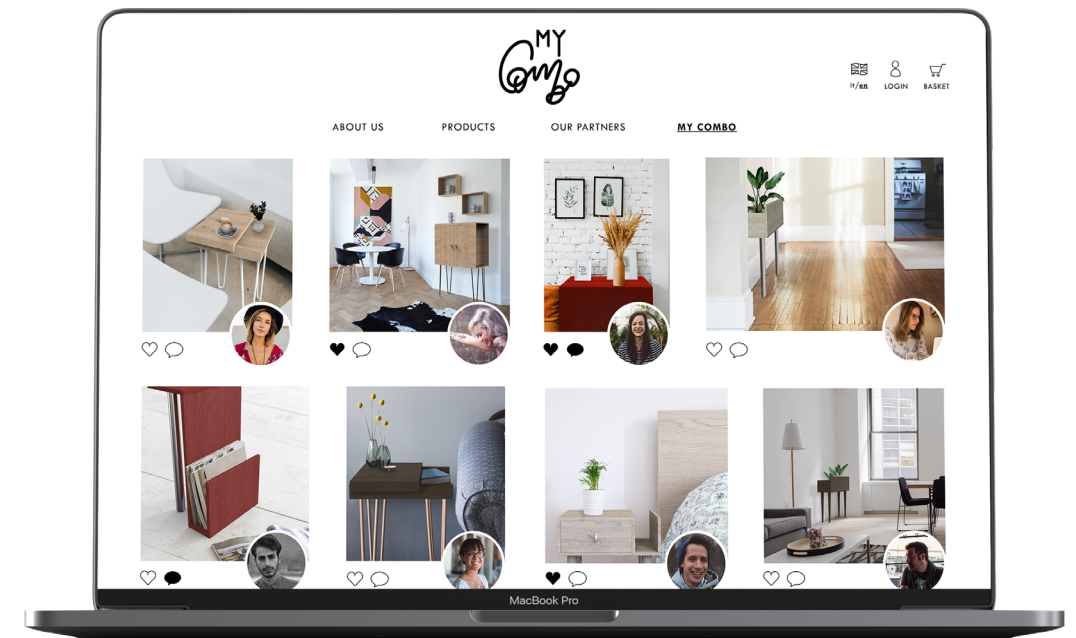 MY
Combo
it/en
LOGIN
BASKET
ABOUT US
PRODUCTS
OUR PARTNERS
MY COMBO
MacBook Pro